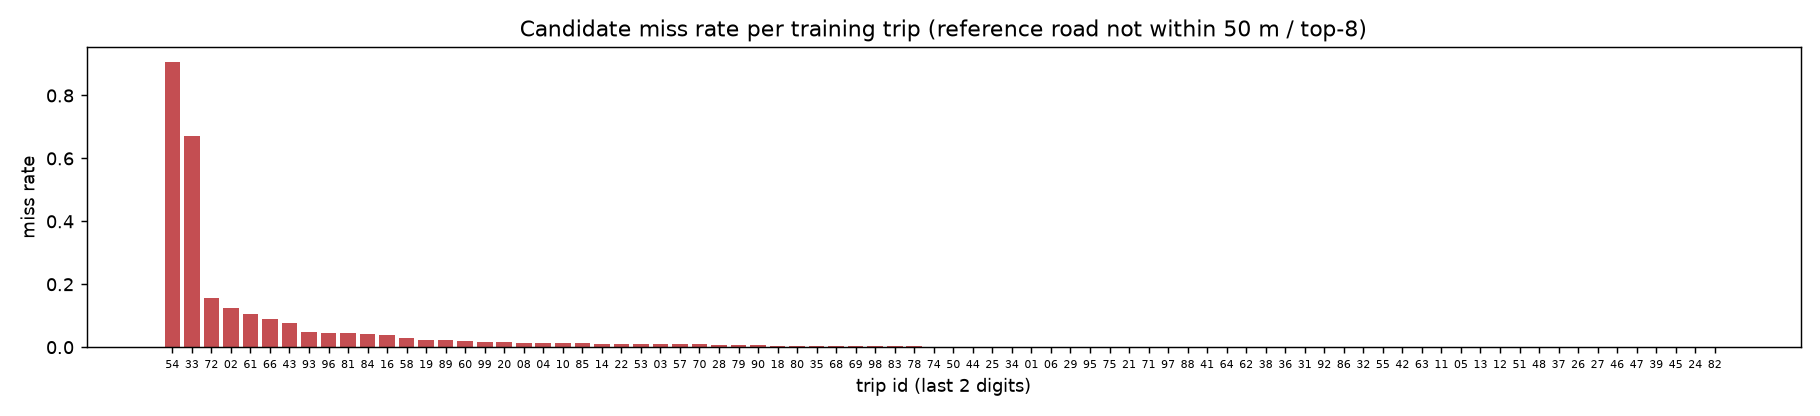 Candidate miss rate per training trip (reference road not within 50 m / top-8)
0.8
0.6
0.4
0.2
0.0
miss rate
54 33 72 02 61 66 43 93 96 81 84 16 58 19 89 60 99 20 08 04 10 85 14 22 53 03 57 70 28 79 90 18 80 35 68 69 98 83 78 74 50 44 25 34 01 06 29 95 75 21 71 97 88 41 64 62 38 36 31 92 86 32 55 42 63 11 05 13 12 51 48 37 26 27 46 47 39 45 24 82
trip id (last 2 digits)